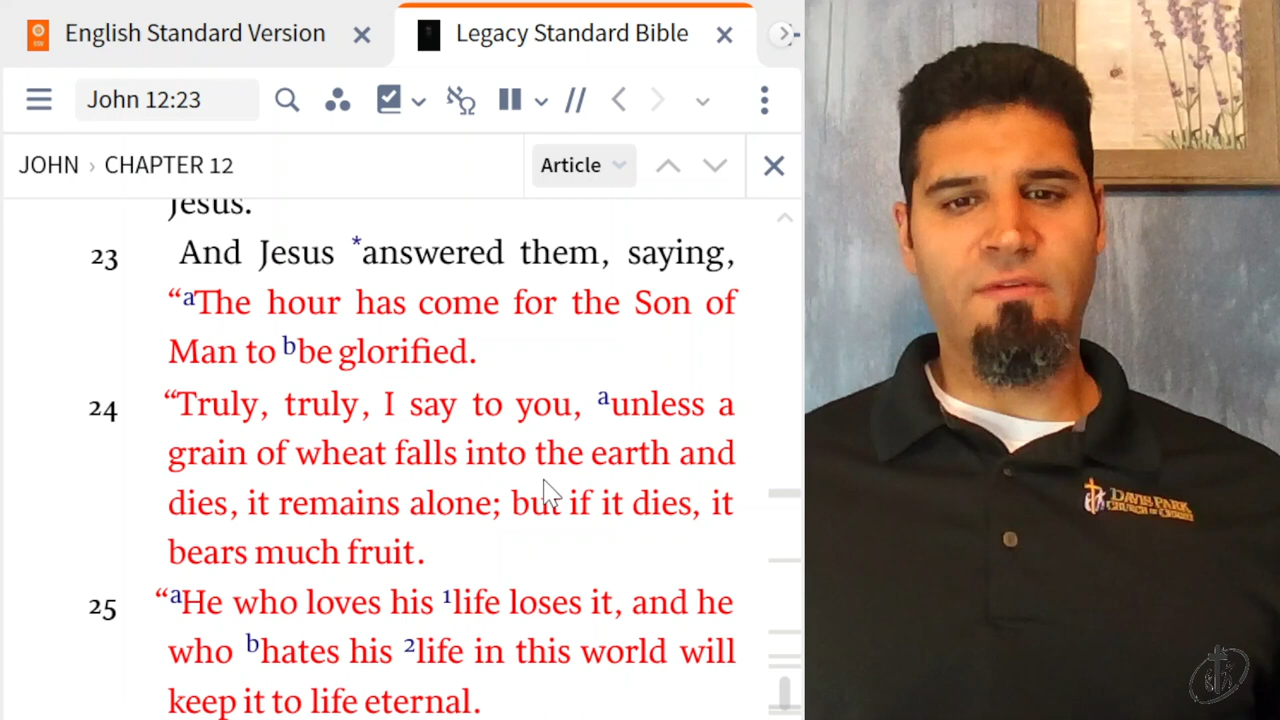 English Standard Version
Legacy Standard Bible
John 12:23
JOHN › CHAPTER 12
Article
Jesus.
23 And Jesus *answered them, saying,
“aThe hour has come for the Son of
Man to bbe glorified.
24 “Truly, truly, I say to you, aunless a
grain of wheat falls into the earth and
dies, it remains alone; but if it dies, it
bears much fruit.
25 “aHe who loves his 1life loses it, and he
who bhates his 2life in this world will
keep it to life eternal.
DAVIS PARK
CHURCH OF CHRIST